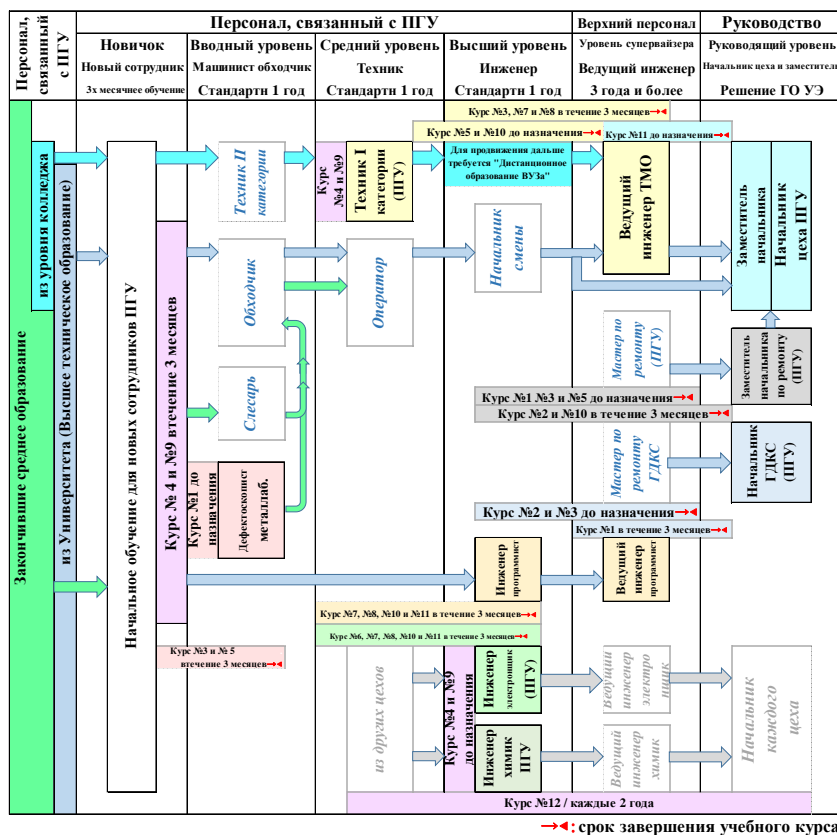 Персонал,
связанный
с ПГУ
Персонал, связанный с ПГУ
Верхний персонал
Руководство
Новичок
Новый сотрудник
3х месячнее обучение
Вводный уровень
Машинист обходчик
Стандартн 1 год
Средний уровень
Техник
Стандартн 1 год
Высший уровень
Инженер
Стандартн 1 год
Уровень супервайзера
Ведущий инженер
3 года и более
Руководящий уровень
Начальник цеха и заместитель
Решение ГО УЭ
Закончившие среднее образование
из уровня колледжа
из Университета (Высшее техническое образование)
Начальное обучение для новых сотрудников ПГУ
Курс № 4 и №9 втечение 3 месяцев
Курс №3, №7 и №8 в течение 3 месяцев
Курс №5 и №10 до назначения
Курс №11 до назначения
Техник II
категории
Курс
№4 и №9
Техник I
категории
(ПГУ)
Для продвижения дальше
требуется "Дистанционное
образование ВУЗа"
Ведущий
инженер ТМО
Заместитель
начальника
Начальник
цеха ПГУ
Обходчик
Оператор
Начальник
смены
Слесарь
Мастер по
ремонту
(ПГУ)
Заместитель
начальника
по ремонту
(ПГУ)
Курс №1 №3 и №5 до назначения
Курс №2 и №10 в течение 3 месяцев
Мастер по
ремонту
ГДКС
Начальник
ГДКС
(ПГУ)
Курс №1 до
назначения
Дефектоскопист
металлаб.
Курс №2 и №3 до назначения
Курс №1 в течение 3 месяцев
Инженер
программист
Ведущий
инженер
программист
Курс №7, №8, №10 и №11 в течение 3 месяцев
Курс №6, №7, №8, №10 и №11 в течение 3 месяцев
Курс №3 и № 5
втечение 3 месяцев
из других цехов
Курс №4 и №9
до назначения
Инженер
электронщик
(ПГУ)
Ведущии
инженер
электро
нщик
Начальник
каждого
цеха
Инженер
химик
ПГУ
Ведущий
инженер
химик
Курс №12 / каждые 2 года
: срок завершения учебного курса